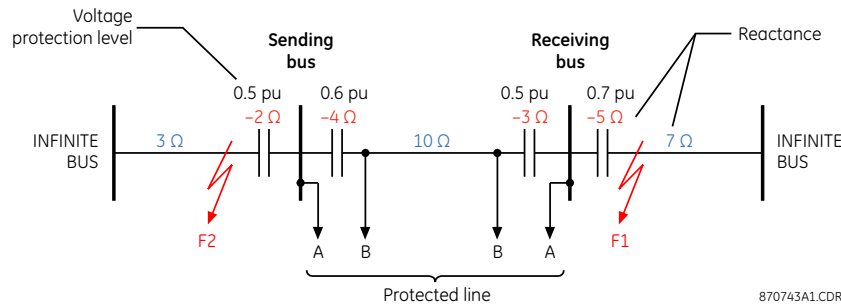 Voltage
protection level
Sending
bus
Receiving
bus
Reactance
0.5 pu
0.6 pu
0.5 pu
0.7 pu
–2 Ω
–4 Ω
–3 Ω
–5 Ω
INFINITE
BUS
3 Ω
10 Ω
7 Ω
INFINITE
BUS
F2
A
B
B
A
F1
Protected line
870743A1.CDR